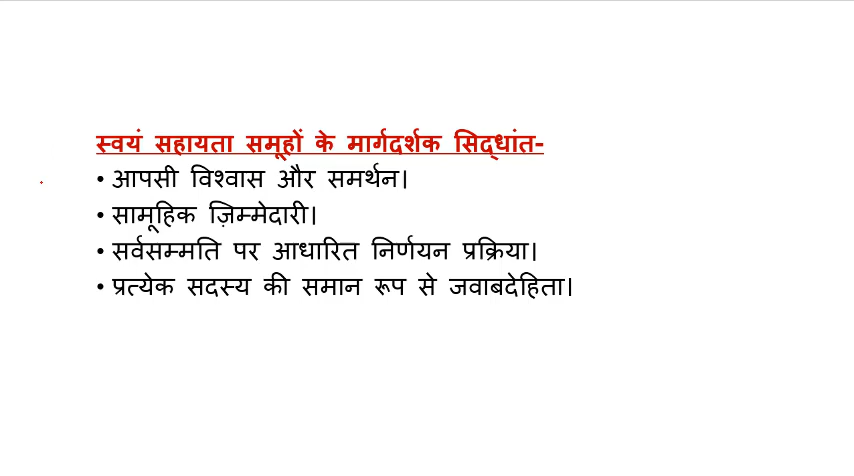 स्वयं सहायता समूहों के मार्गदर्शक सिद्धांत-
• आपसी विश्वास और समर्थन।
• सामूहिक ज़िम्मेदारी।
• सर्वसम्मति पर आधारित निर्णयन प्रक्रिया।
• प्रत्येक सदस्य की समान रूप से जवाबदेहिता।